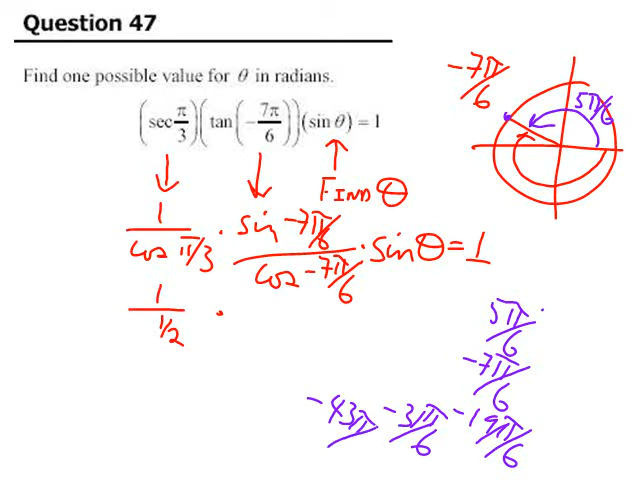 Question 47
Find one possible value for θ in radians.
(sec π/3)(tan(-7π/6))(sin θ) = 1
-7π/6
5π/6
FIND θ
1/cos π/3 · sin -7π/6 / cos -7π/6 · sin θ = 1
1/1/2 ·
5π/6
-7π/6
-43π -31π/6 -19π/6